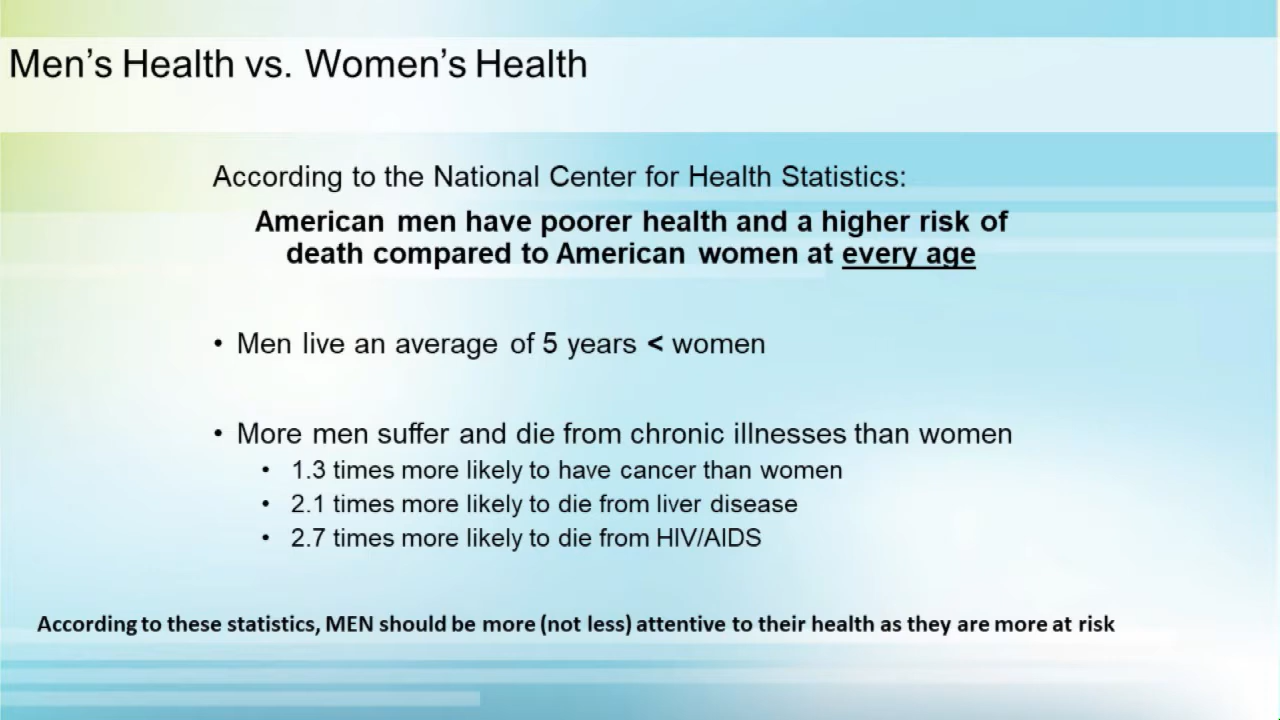 Men’s Health vs. Women’s Health
According to the National Center for Health Statistics:
American men have poorer health and a higher risk of
death compared to American women at every age
• Men live an average of 5 years < women
• More men suffer and die from chronic illnesses than women
• 1.3 times more likely to have cancer than women
• 2.1 times more likely to die from liver disease
• 2.7 times more likely to die from HIV/AIDS
According to these statistics, MEN should be more (not less) attentive to their health as they are more at risk